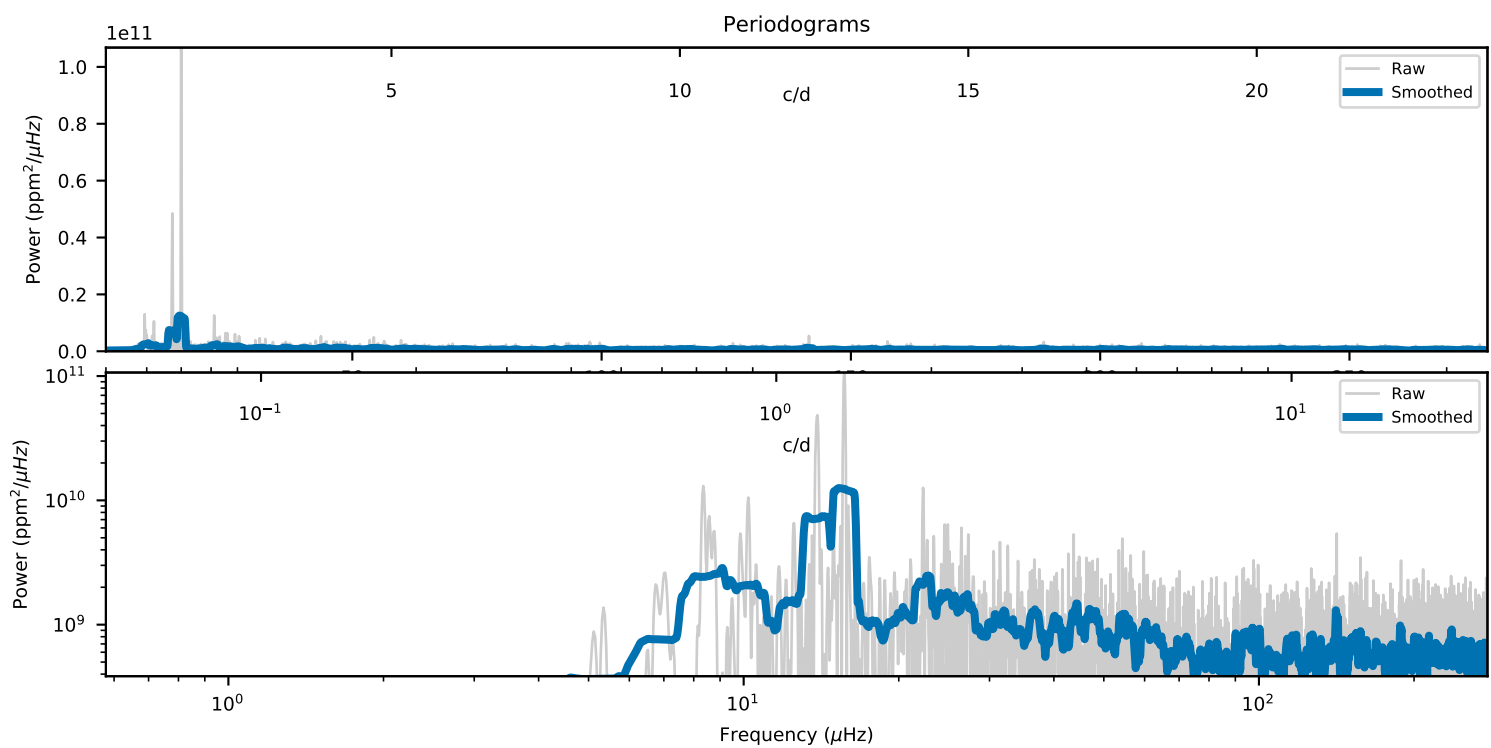 Periodograms
1e11
1.0
0.8
0.6
0.4
0.2
0.0
Power (ppm²/μHz)
5 10 15 20
c/d
Raw
Smoothed
10¹¹
10¹⁰
10⁹
Power (ppm²/μHz)
10⁻¹ 10⁰ 10¹
c/d
Raw
Smoothed
10⁰ 10¹ 10²
Frequency (μHz)